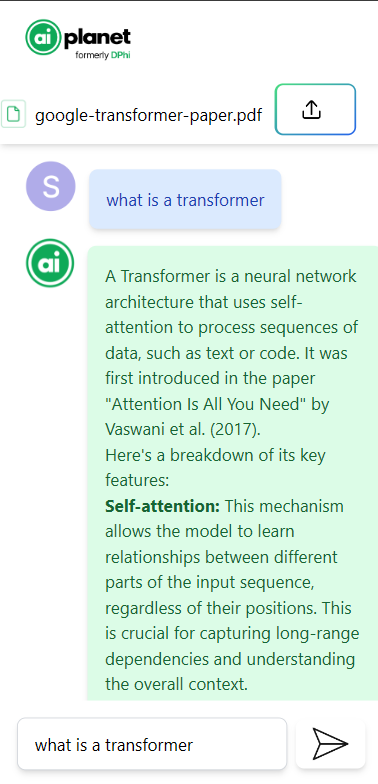 ai planet
formerly DPhi
google-transformer-paper.pdf
S
what is a transformer
ai
A Transformer is a neural network
architecture that uses self-
attention to process sequences of
data, such as text or code. It was
first introduced in the paper
"Attention Is All You Need" by
Vaswani et al. (2017).
Here's a breakdown of its key
features:
Self-attention: This mechanism
allows the model to learn
relationships between different
parts of the input sequence,
regardless of their positions. This
is crucial for capturing long-range
dependencies and understanding
the overall context.
what is a transformer